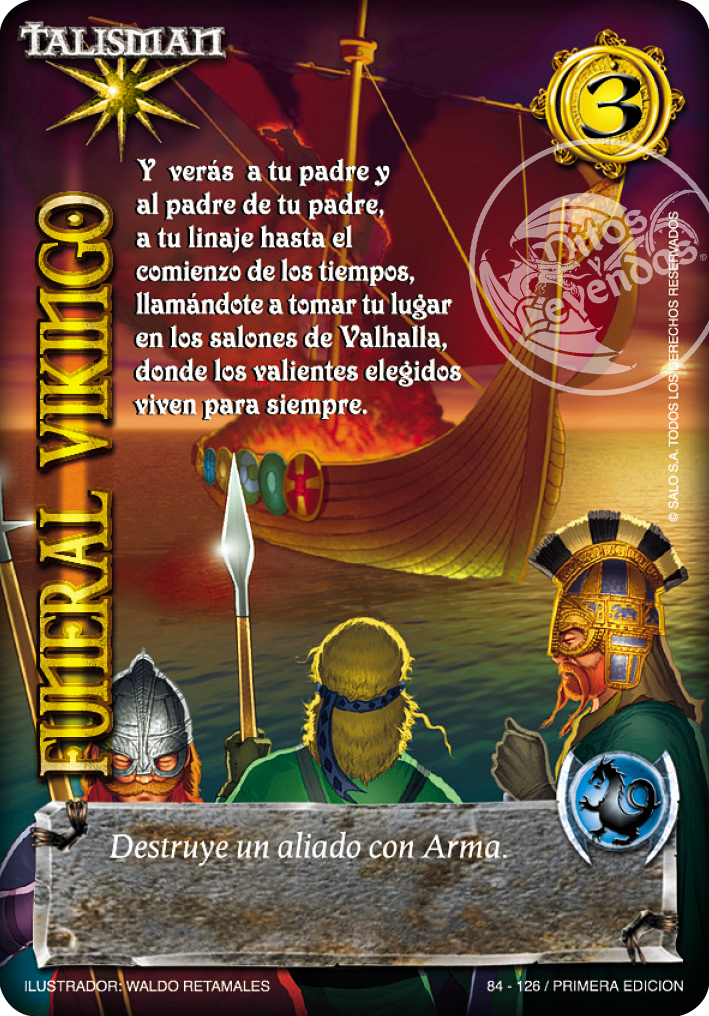 TALISMAN
3
Y verás a tu padre y
al padre de tu padre,
a tu linaje hasta el
comienzo de los tiempos,
llamándote a tomar tu lugar
en los salones de Valhalla,
donde los valientes elegidos
viven para siempre.
Mitos
y
Leyendas®
© SALO S.A. TODOS LOS DERECHOS RESERVADOS
FUNERAL VIKINGO
Destruye un aliado con Arma.
ILUSTRADOR: WALDO RETAMALES
84 - 126 / PRIMERA EDICION